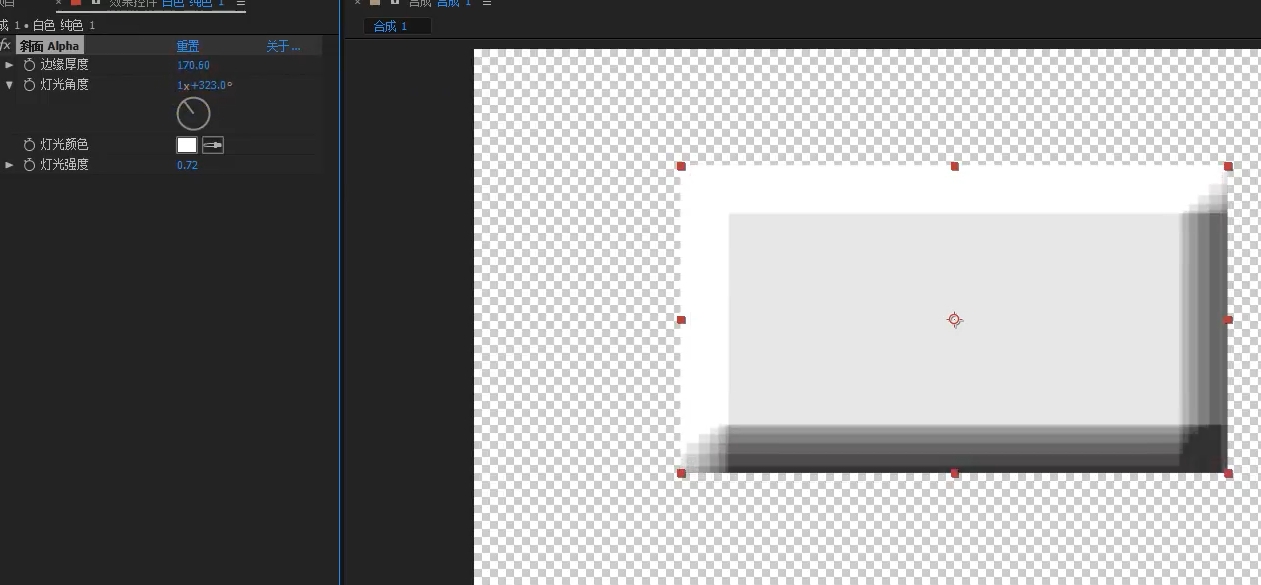 效果控件 白色 纯色 1
合成 合成 1
成 1 • 白色 纯色 1
合成 1
fx 斜面 Alpha 重置 关于...
边缘厚度 170.60
灯光角度 1x+323.0°
灯光颜色
灯光强度 0.72